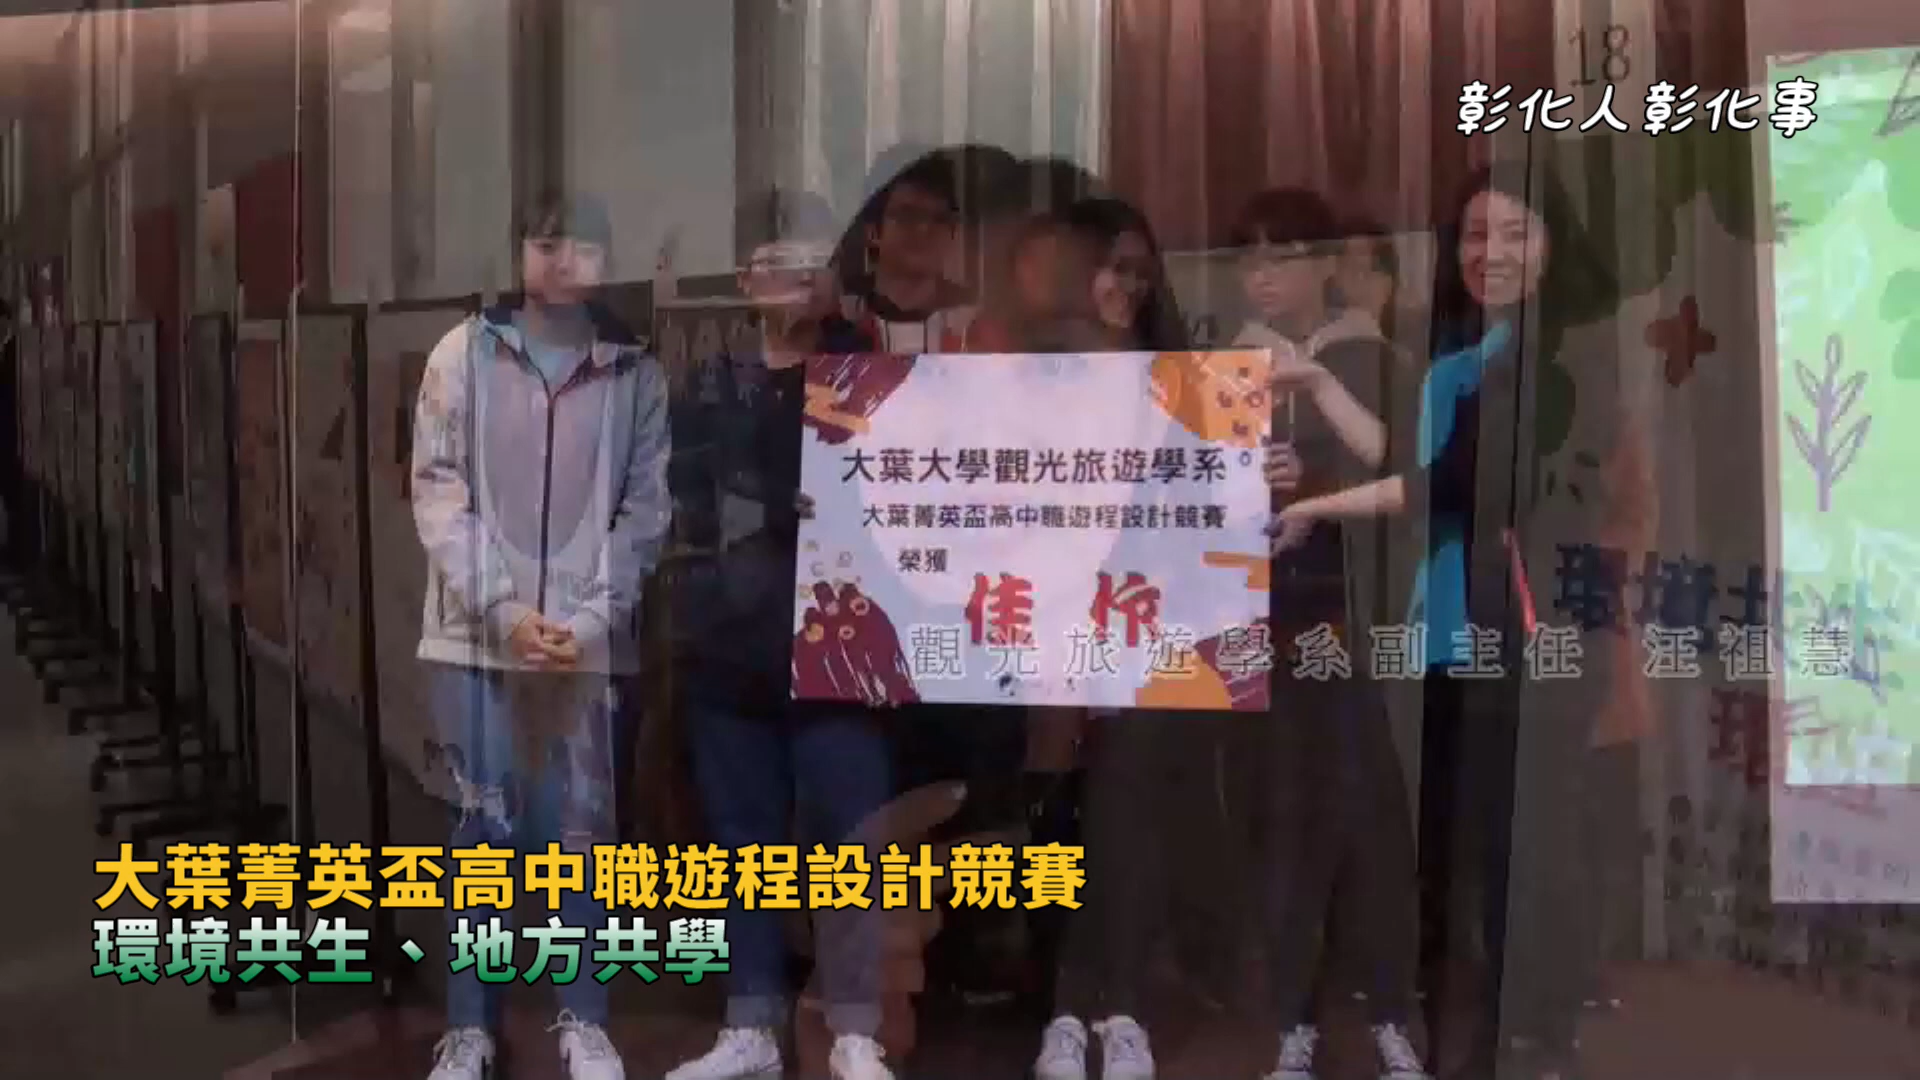 18
彰化人彰化事
大葉大學觀光旅遊學系
大葉菁英盃高中職遊程設計競賽
榮獲
佳作
觀光旅遊學系副主任 汪祖慧
環境共
大葉菁英盃高中職遊程設計競賽
環境共生、地方共學